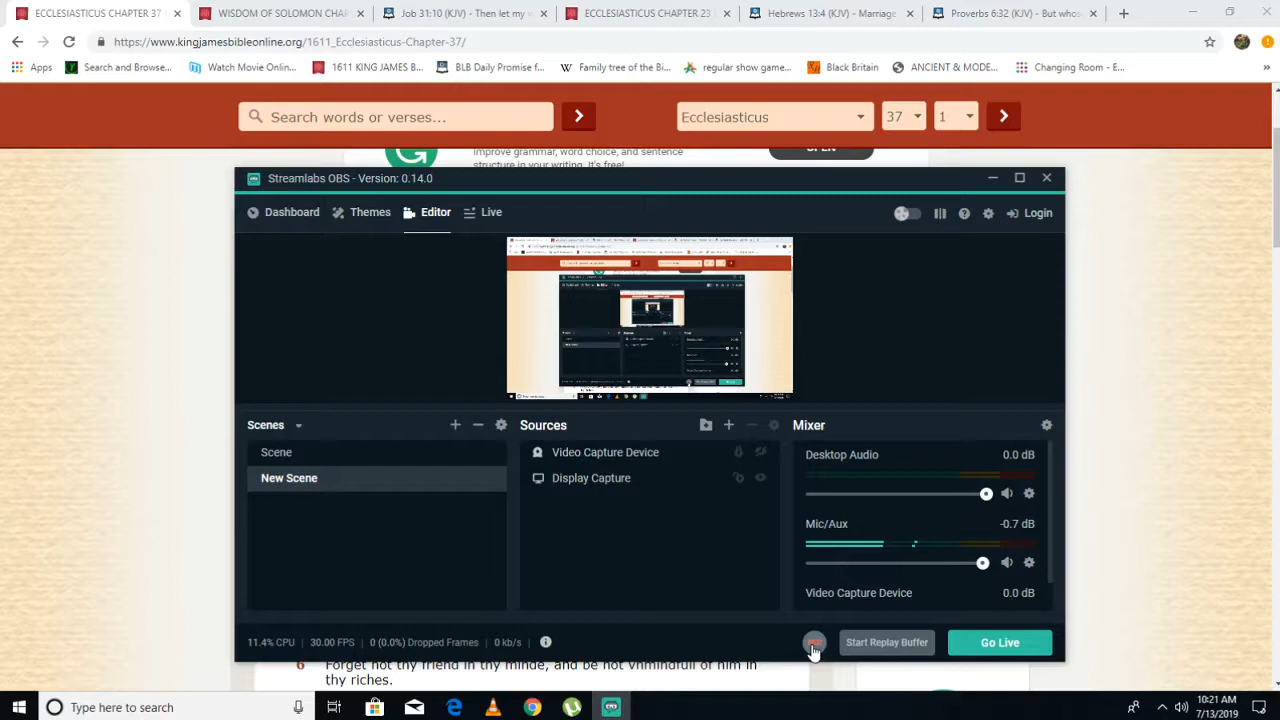 ECCLESIASTICUS CHAPTER 37
WISDOM OF SOLOMON CHAP
Job 31:10 (KJV) - Then let my w
ECCLESIASTICUS CHAPTER 23
Hebrews 13:4 (KJV) - Marriage
Proverbs 6:32 (KJV) - But whos
https://www.kingjamesbibleonline.org/1611_Ecclesiasticus-Chapter-37/
Apps
Search and Browse...
Watch Movie Onlin...
1611 KING JAMES B...
BLB Daily Promise f...
Family tree of the Bi...
regular show game...
Black Britain
ANCIENT & MODE...
Changing Room - E...
Search words or verses...
Ecclesiasticus
37
1
Improve grammar, word choice, and sentence
structure in your writing. It's free!
OPEN
Streamlabs OBS - Version: 0.14.0
Dashboard
Themes
Editor
Live
Login
Scenes
Sources
Mixer
Scene
New Scene
Video Capture Device
Display Capture
Desktop Audio
0.0 dB
Mic/Aux
-0.7 dB
Video Capture Device
0.0 dB
11.4% CPU
30.00 FPS
0 (0.0%) Dropped Frames
0 kb/s
Start Replay Buffer
Go Live
6 Forget not thy friend in thy minde, and be not vnmindfull of him in
thy riches.
Type here to search
10:21 AM
7/13/2019